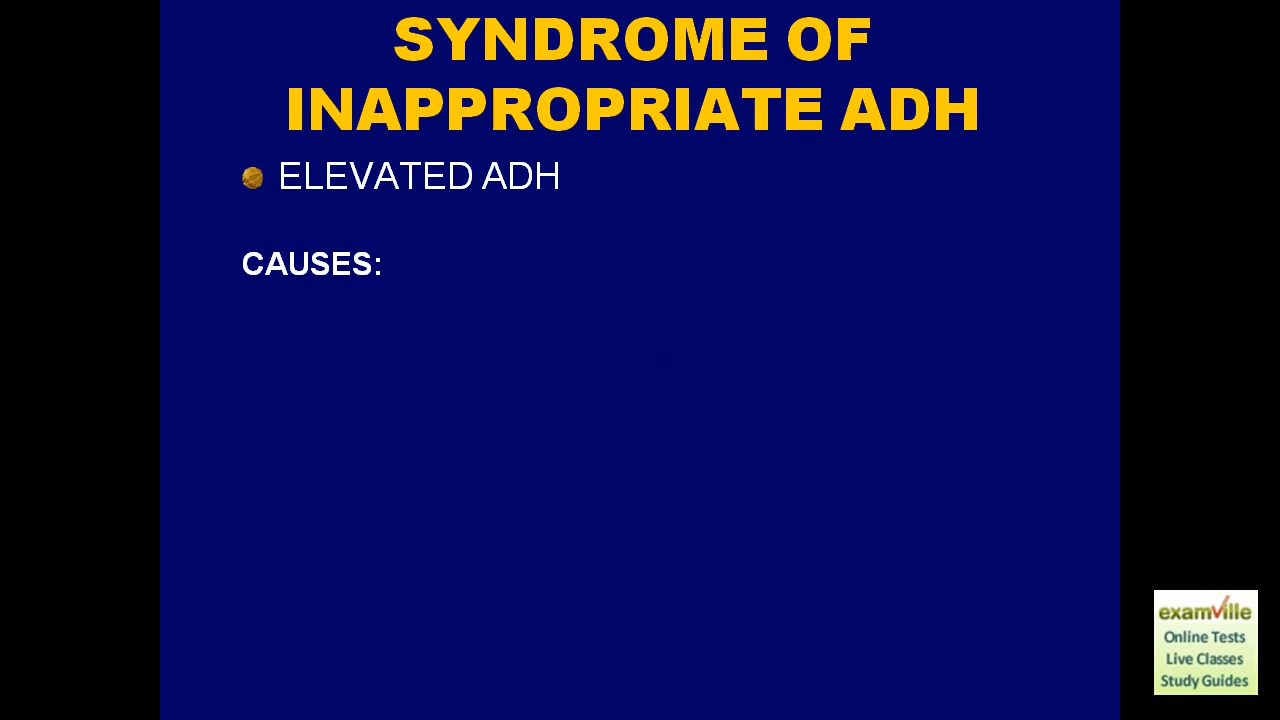 SYNDROME OF
INAPPROPRIATE ADH
ELEVATED ADH
CAUSES:
examville
Online Tests
Live Classes
Study Guides